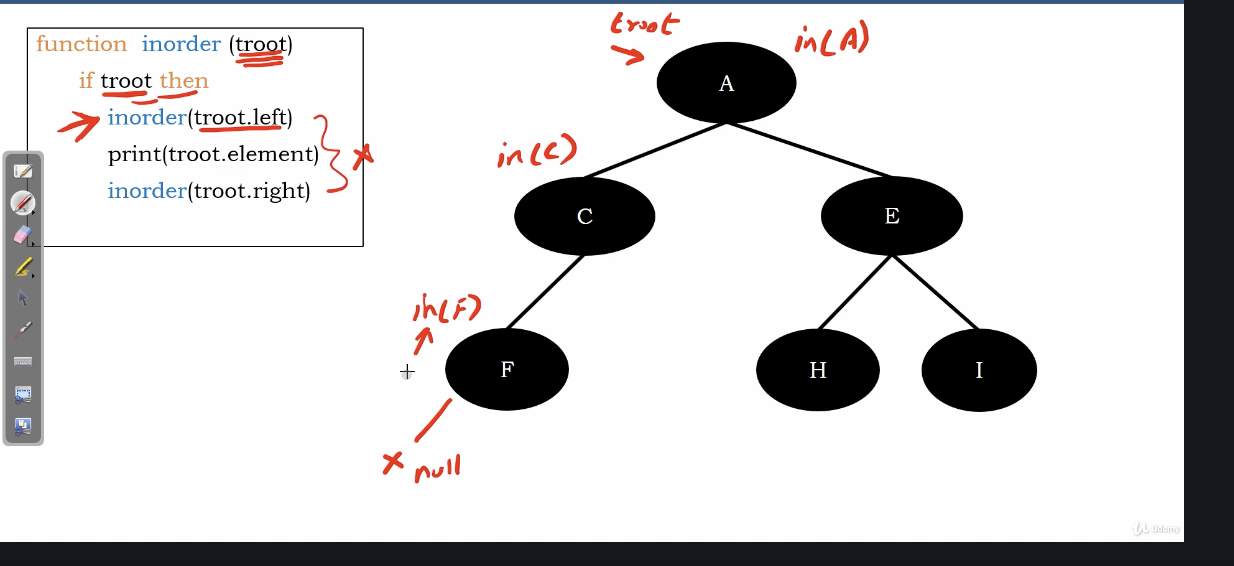 function inorder (troot)
if troot then
inorder(troot.left)
print(troot.element)
inorder(troot.right)
troot
in(A)
A
in(C)
C
E
in(F)
F
H
I
null
Udemy